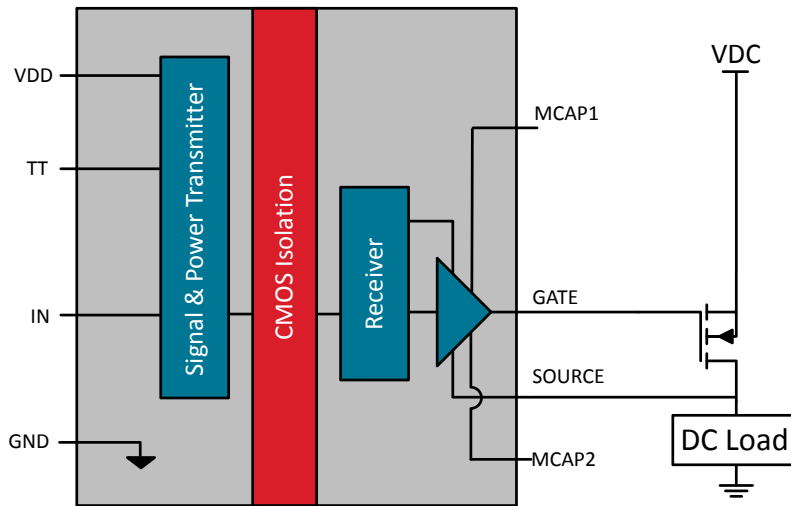 VDC
VDD
MCAP1
TT
Signal & Power Transmitter
CMOS Isolation
Receiver
IN
GATE
SOURCE
GND
DC Load
MCAP2